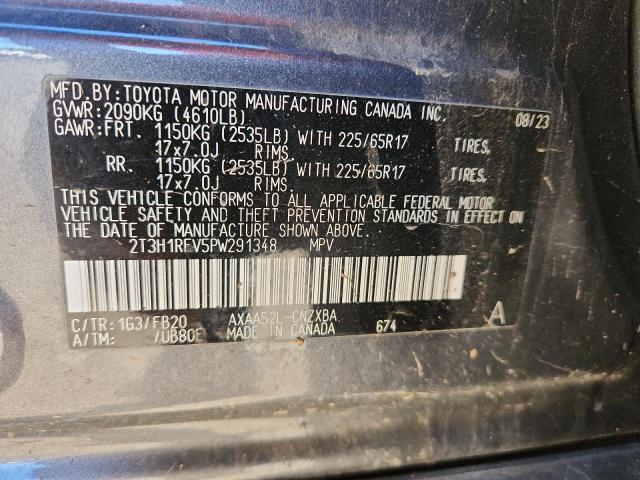 MFD.BY:TOYOTA MOTOR MANUFACTURING CANADA INC. 08/23
GVWR:2090KG (4610LB)
GAWR:FRT. 1150KG (2535LB) WITH 225/65R17 TIRES,
17x7.0J RIMS.
RR. 1150KG (2535LB) WITH 225/65R17 TIRES,
17x7.0J RIMS.
THIS VEHICLE CONFORMS TO ALL APPLICABLE FEDERAL MOTOR
VEHICLE SAFETY AND THEFT PREVENTION STANDARDS IN EFFECT ON
THE DATE OF MANUFACTURE SHOWN ABOVE.
2T3H1RFV5PW291348 MPV
C/TR:1G3/FB20 AXAA52L-CNZXBA 674 A
A/TM: /UB80F MADE IN CANADA